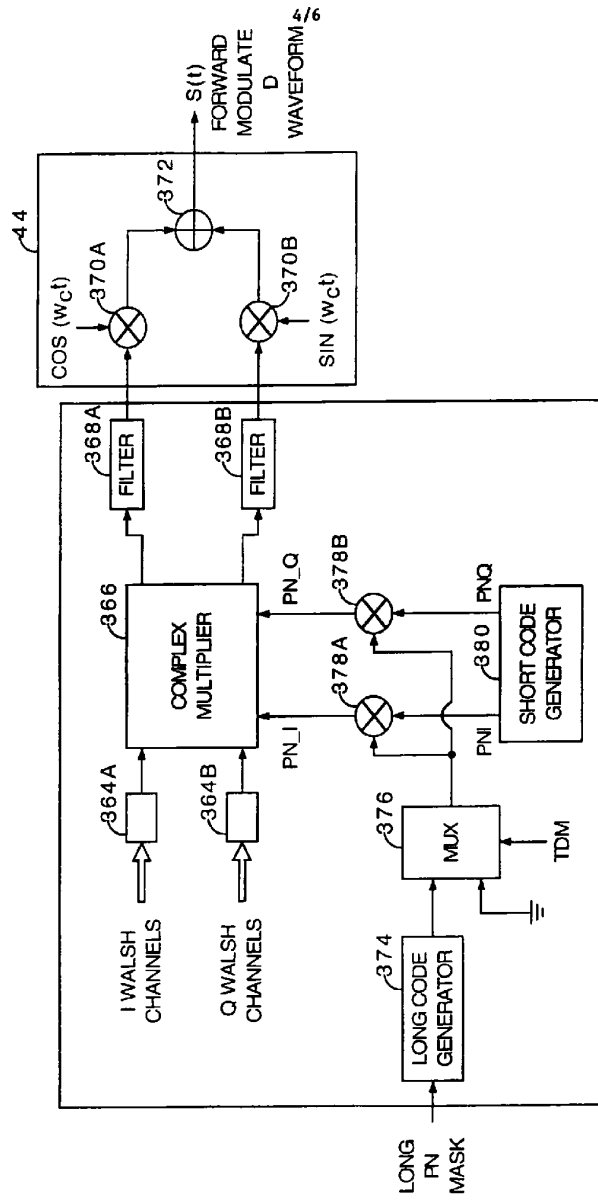 4/6
44
COS (wct)
370A
372
S(t)
FORWARD
MODULATE
D
WAVEFORM
370B
SIN (wct)
368A
FILTER
368B
FILTER
366
COMPLEX
MULTIPLIER
364A
I WALSH
CHANNELS
364B
Q WALSH
CHANNELS
PN_I
PN_Q
378A
378B
PNI
PNQ
380
SHORT CODE
GENERATOR
376
MUX
TDM
374
LONG CODE
GENERATOR
LONG
PN
MASK